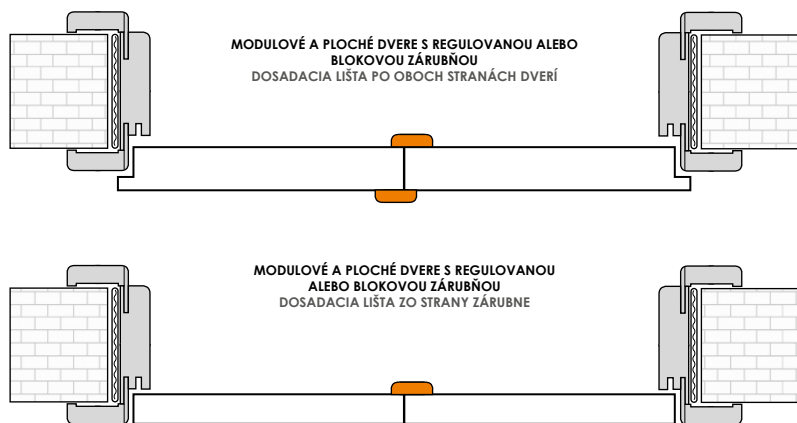 MODULOVÉ A PLOCHÉ DVERE S REGULOVANOU ALEBO
BLOKOVOU ZÁRUBŇOU
DOSADACIA LIŠTA PO OBOCH STRANÁCH DVERÍ
MODULOVÉ A PLOCHÉ DVERE S REGULOVANOU
ALEBO BLOKOVOU ZÁRUBŇOU
DOSADACIA LIŠTA ZO STRANY ZÁRUBNE